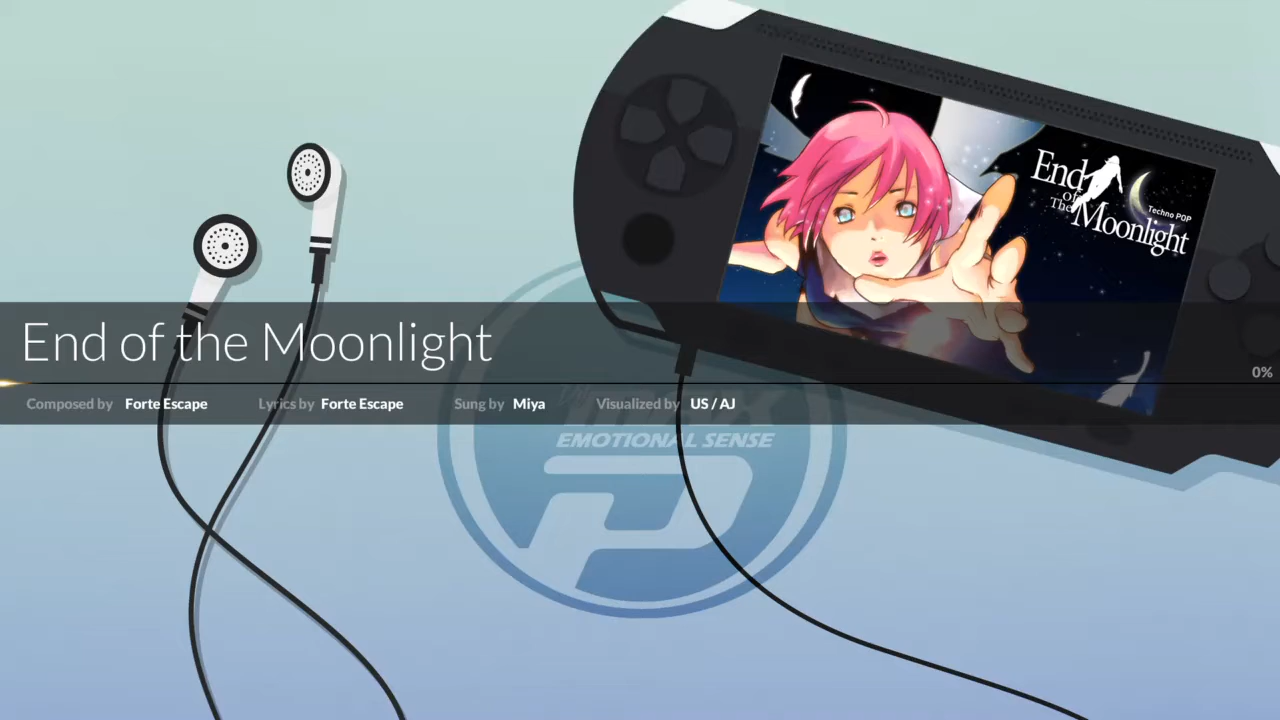 End
of
The
Moonlight
Techno POP
End of the Moonlight
0%
Composed by Forte Escape Lyrics by Forte Escape Sung by Miya Visualized by US / AJ
EMOTIONAL SENSE
P